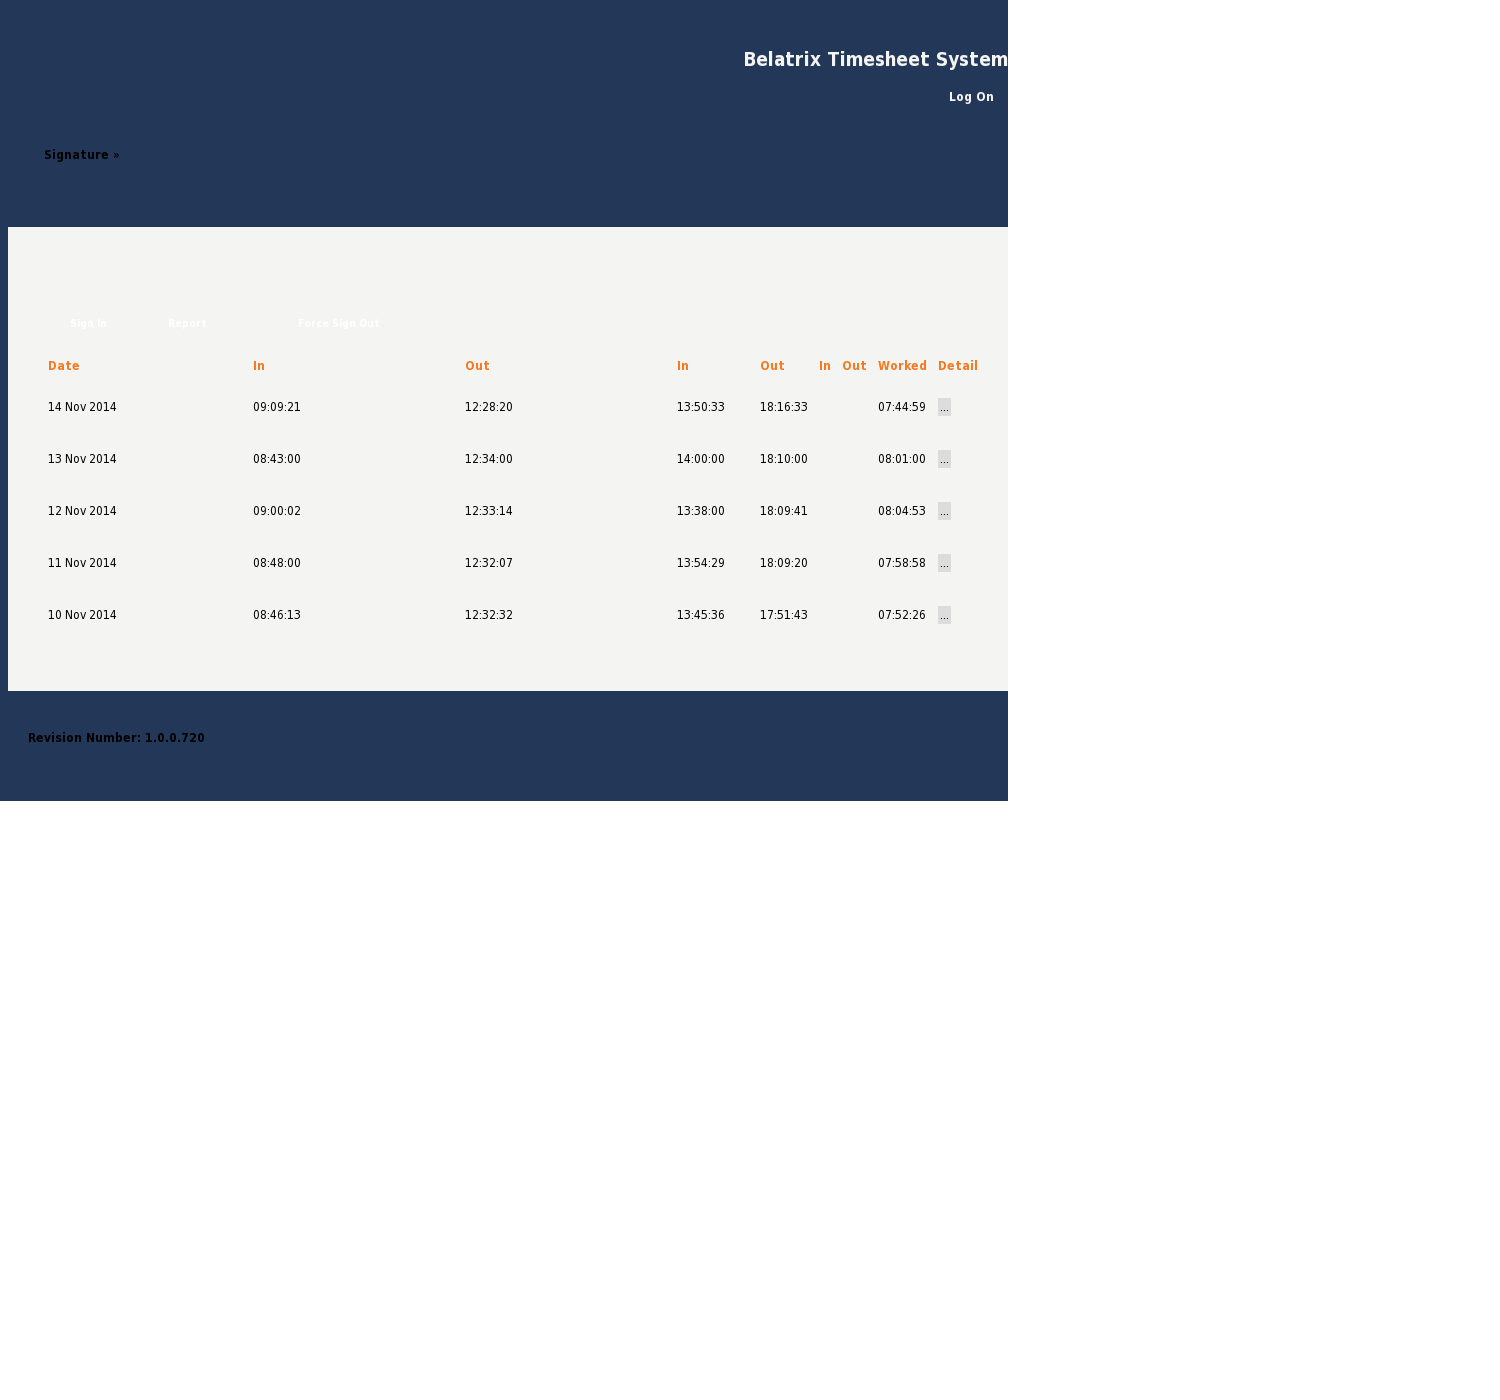 Belatrix Timesheet System
Log On
Signature »
Sign In Report Force Sign Out
Date In Out In Out In Out Worked Detail
14 Nov 2014 09:09:21 12:28:20 13:50:33 18:16:33 07:44:59 ...
13 Nov 2014 08:43:00 12:34:00 14:00:00 18:10:00 08:01:00 ...
12 Nov 2014 09:00:02 12:33:14 13:38:00 18:09:41 08:04:53 ...
11 Nov 2014 08:48:00 12:32:07 13:54:29 18:09:20 07:58:58 ...
10 Nov 2014 08:46:13 12:32:32 13:45:36 17:51:43 07:52:26 ...
Revision Number: 1.0.0.720